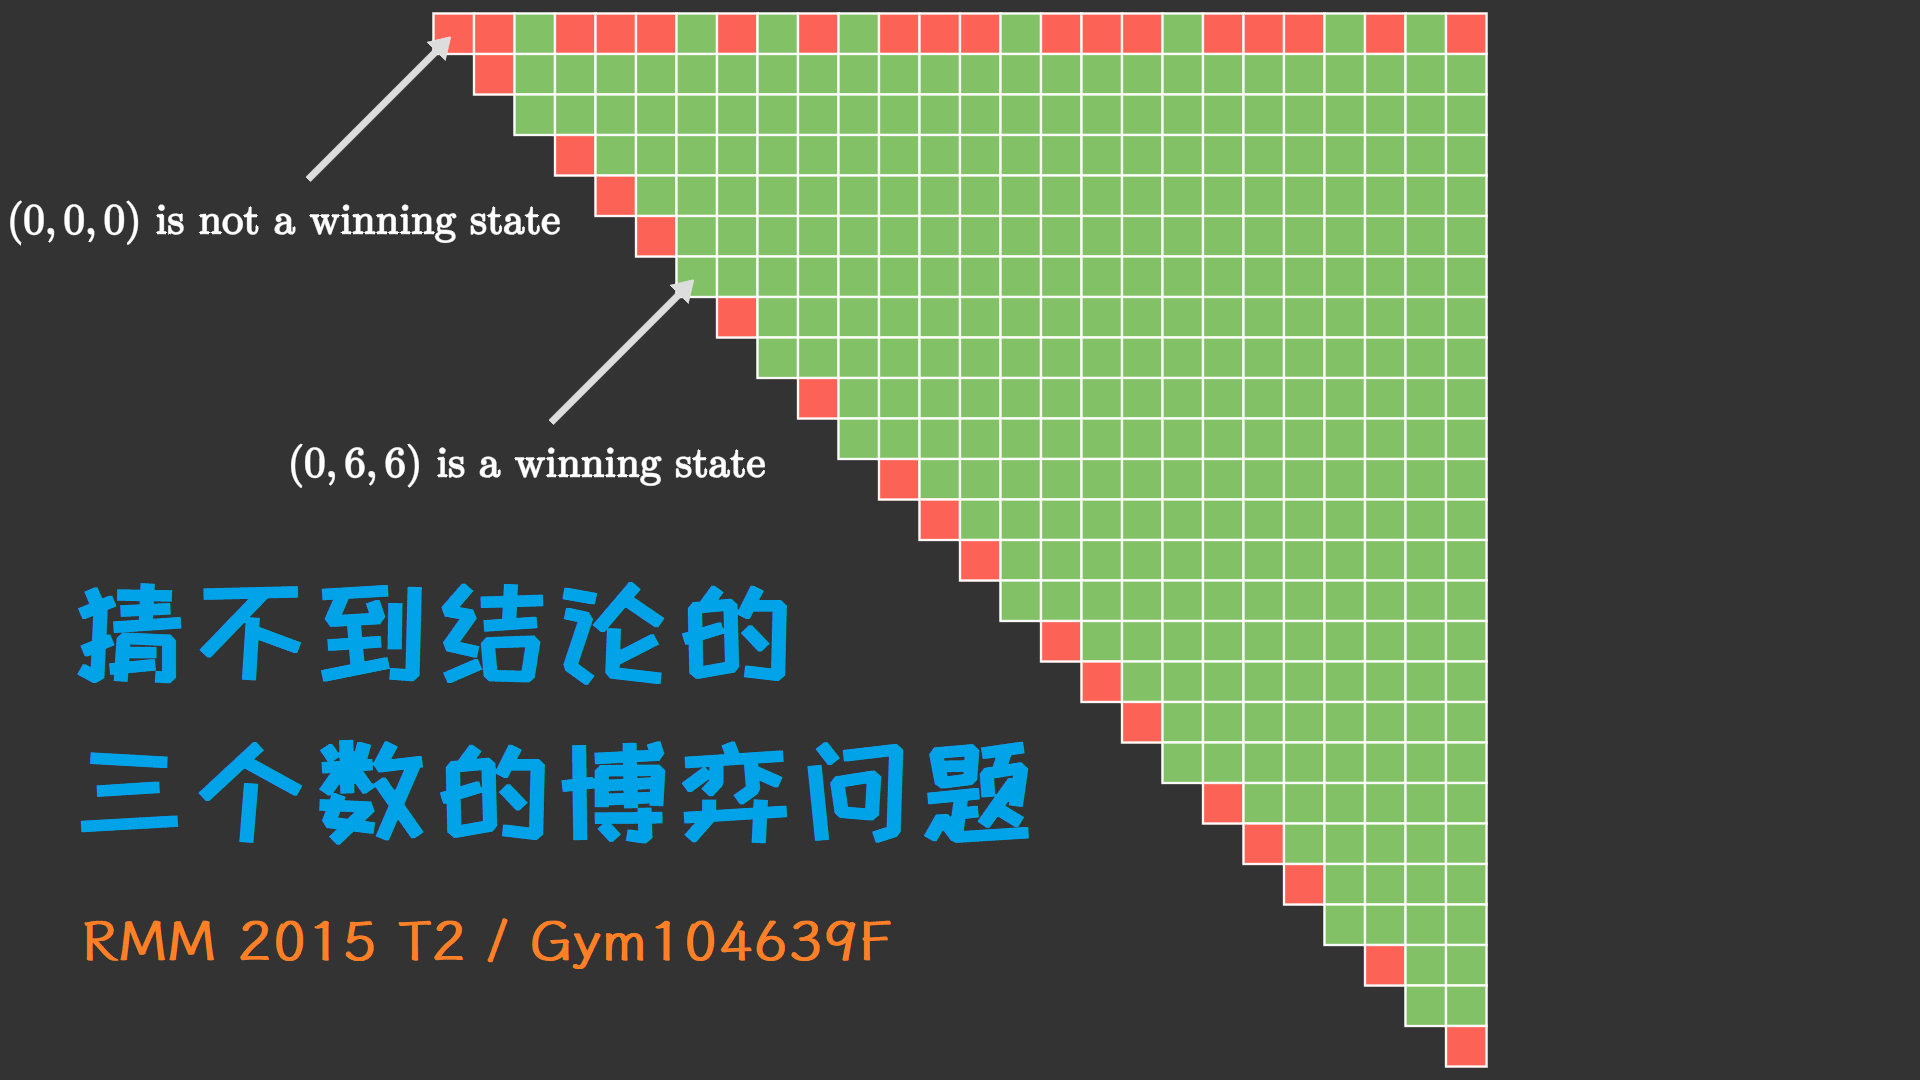 (0, 0, 0) is not a winning state
(0, 6, 6) is a winning state
猜不到结论的
三个数的博弈问题
RMM 2015 T2 / Gym104639F